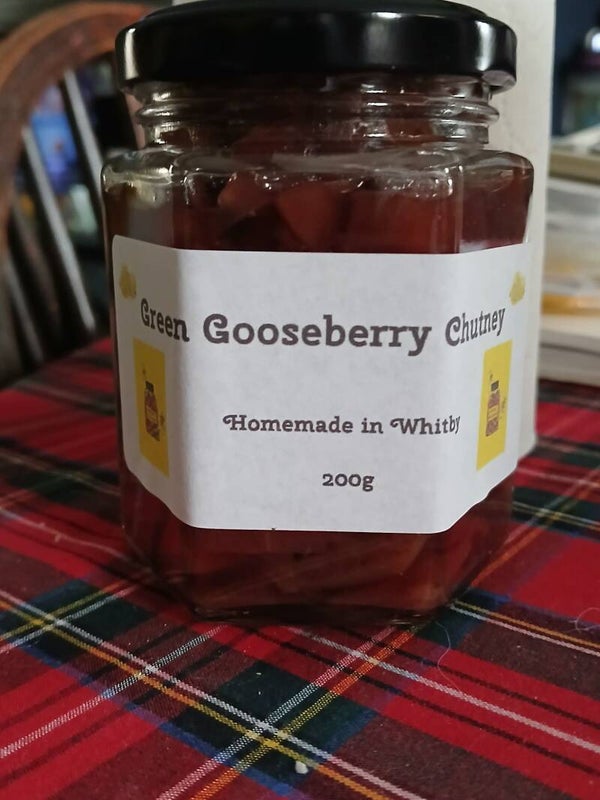 Green Gooseberry Chutney
Homemade in Whitby
200g